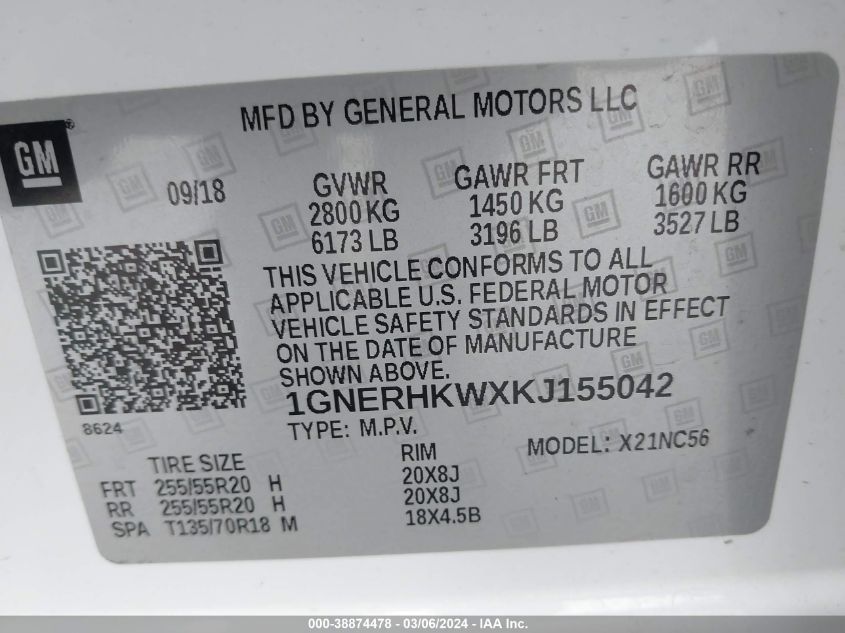 MFD BY GENERAL MOTORS LLC
GM®
09/18
GVWR
2800 KG
6173 LB
GAWR FRT
1450 KG
3196 LB
GAWR RR
1600 KG
3527 LB
THIS VEHICLE CONFORMS TO ALL
APPLICABLE U.S. FEDERAL MOTOR
VEHICLE SAFETY STANDARDS IN EFFECT
ON THE DATE OF MANUFACTURE
SHOWN ABOVE.
1GNERHKWXKJ155042
8624
TYPE: M.P.V.
MODEL: X21NC56
TIRE SIZE RIM
FRT 255/55R20 H 20X8J
RR 255/55R20 H 20X8J
SPA T135/70R18 M 18X4.5B
000-38874478 - 03/06/2024 - IAA Inc.